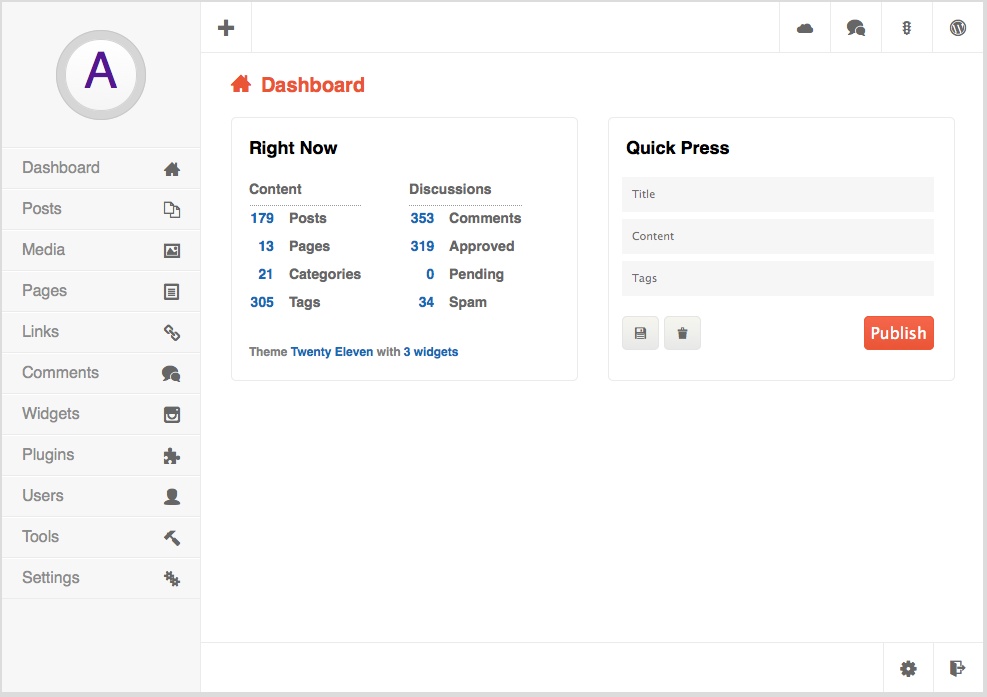 A
Dashboard
Posts
Media
Pages
Links
Comments
Widgets
Plugins
Users
Tools
Settings
Dashboard
Right Now
Content
179 Posts
13 Pages
21 Categories
305 Tags
Discussions
353 Comments
319 Approved
0 Pending
34 Spam
Theme Twenty Eleven with 3 widgets
Quick Press
Title
Content
Tags
Publish